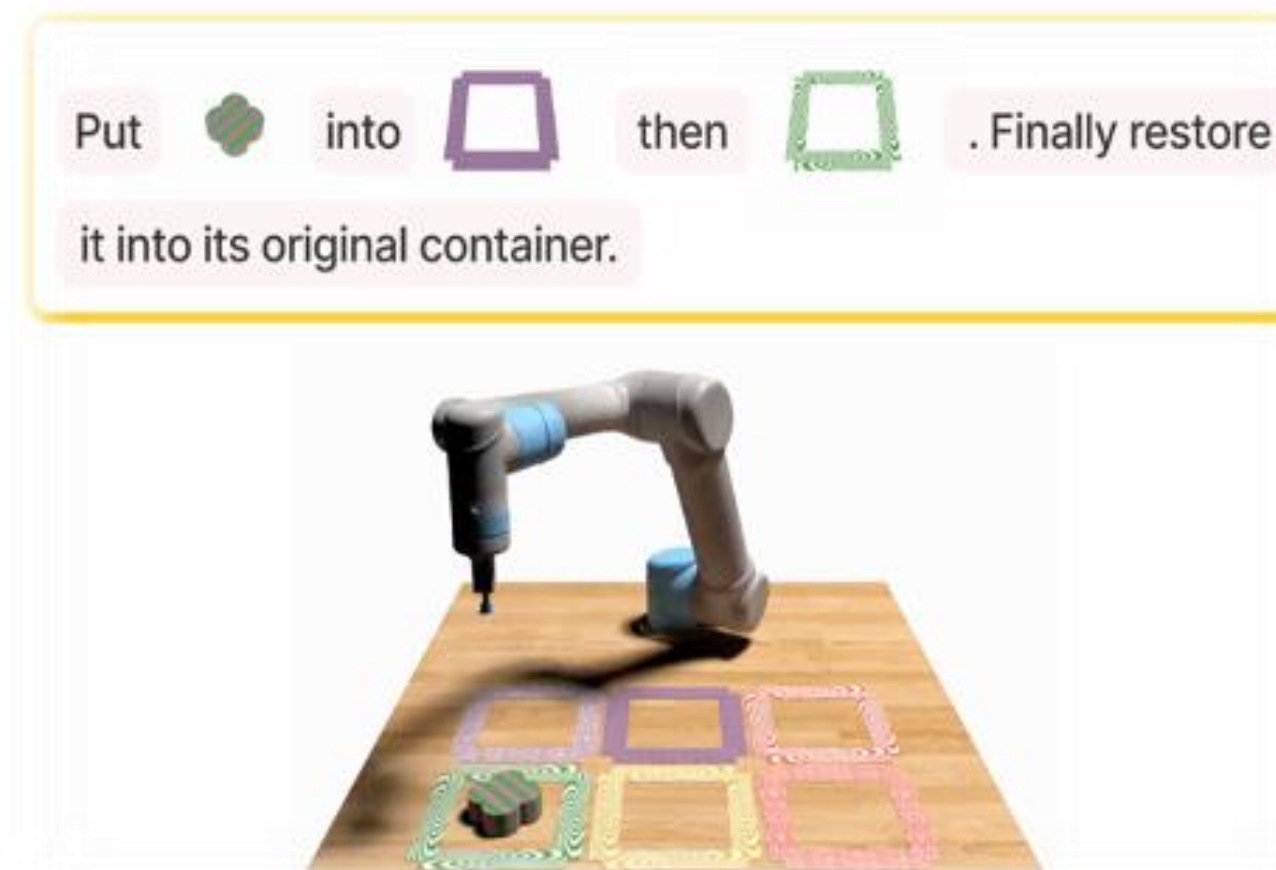 Put into then . Finally restore
it into its original container.